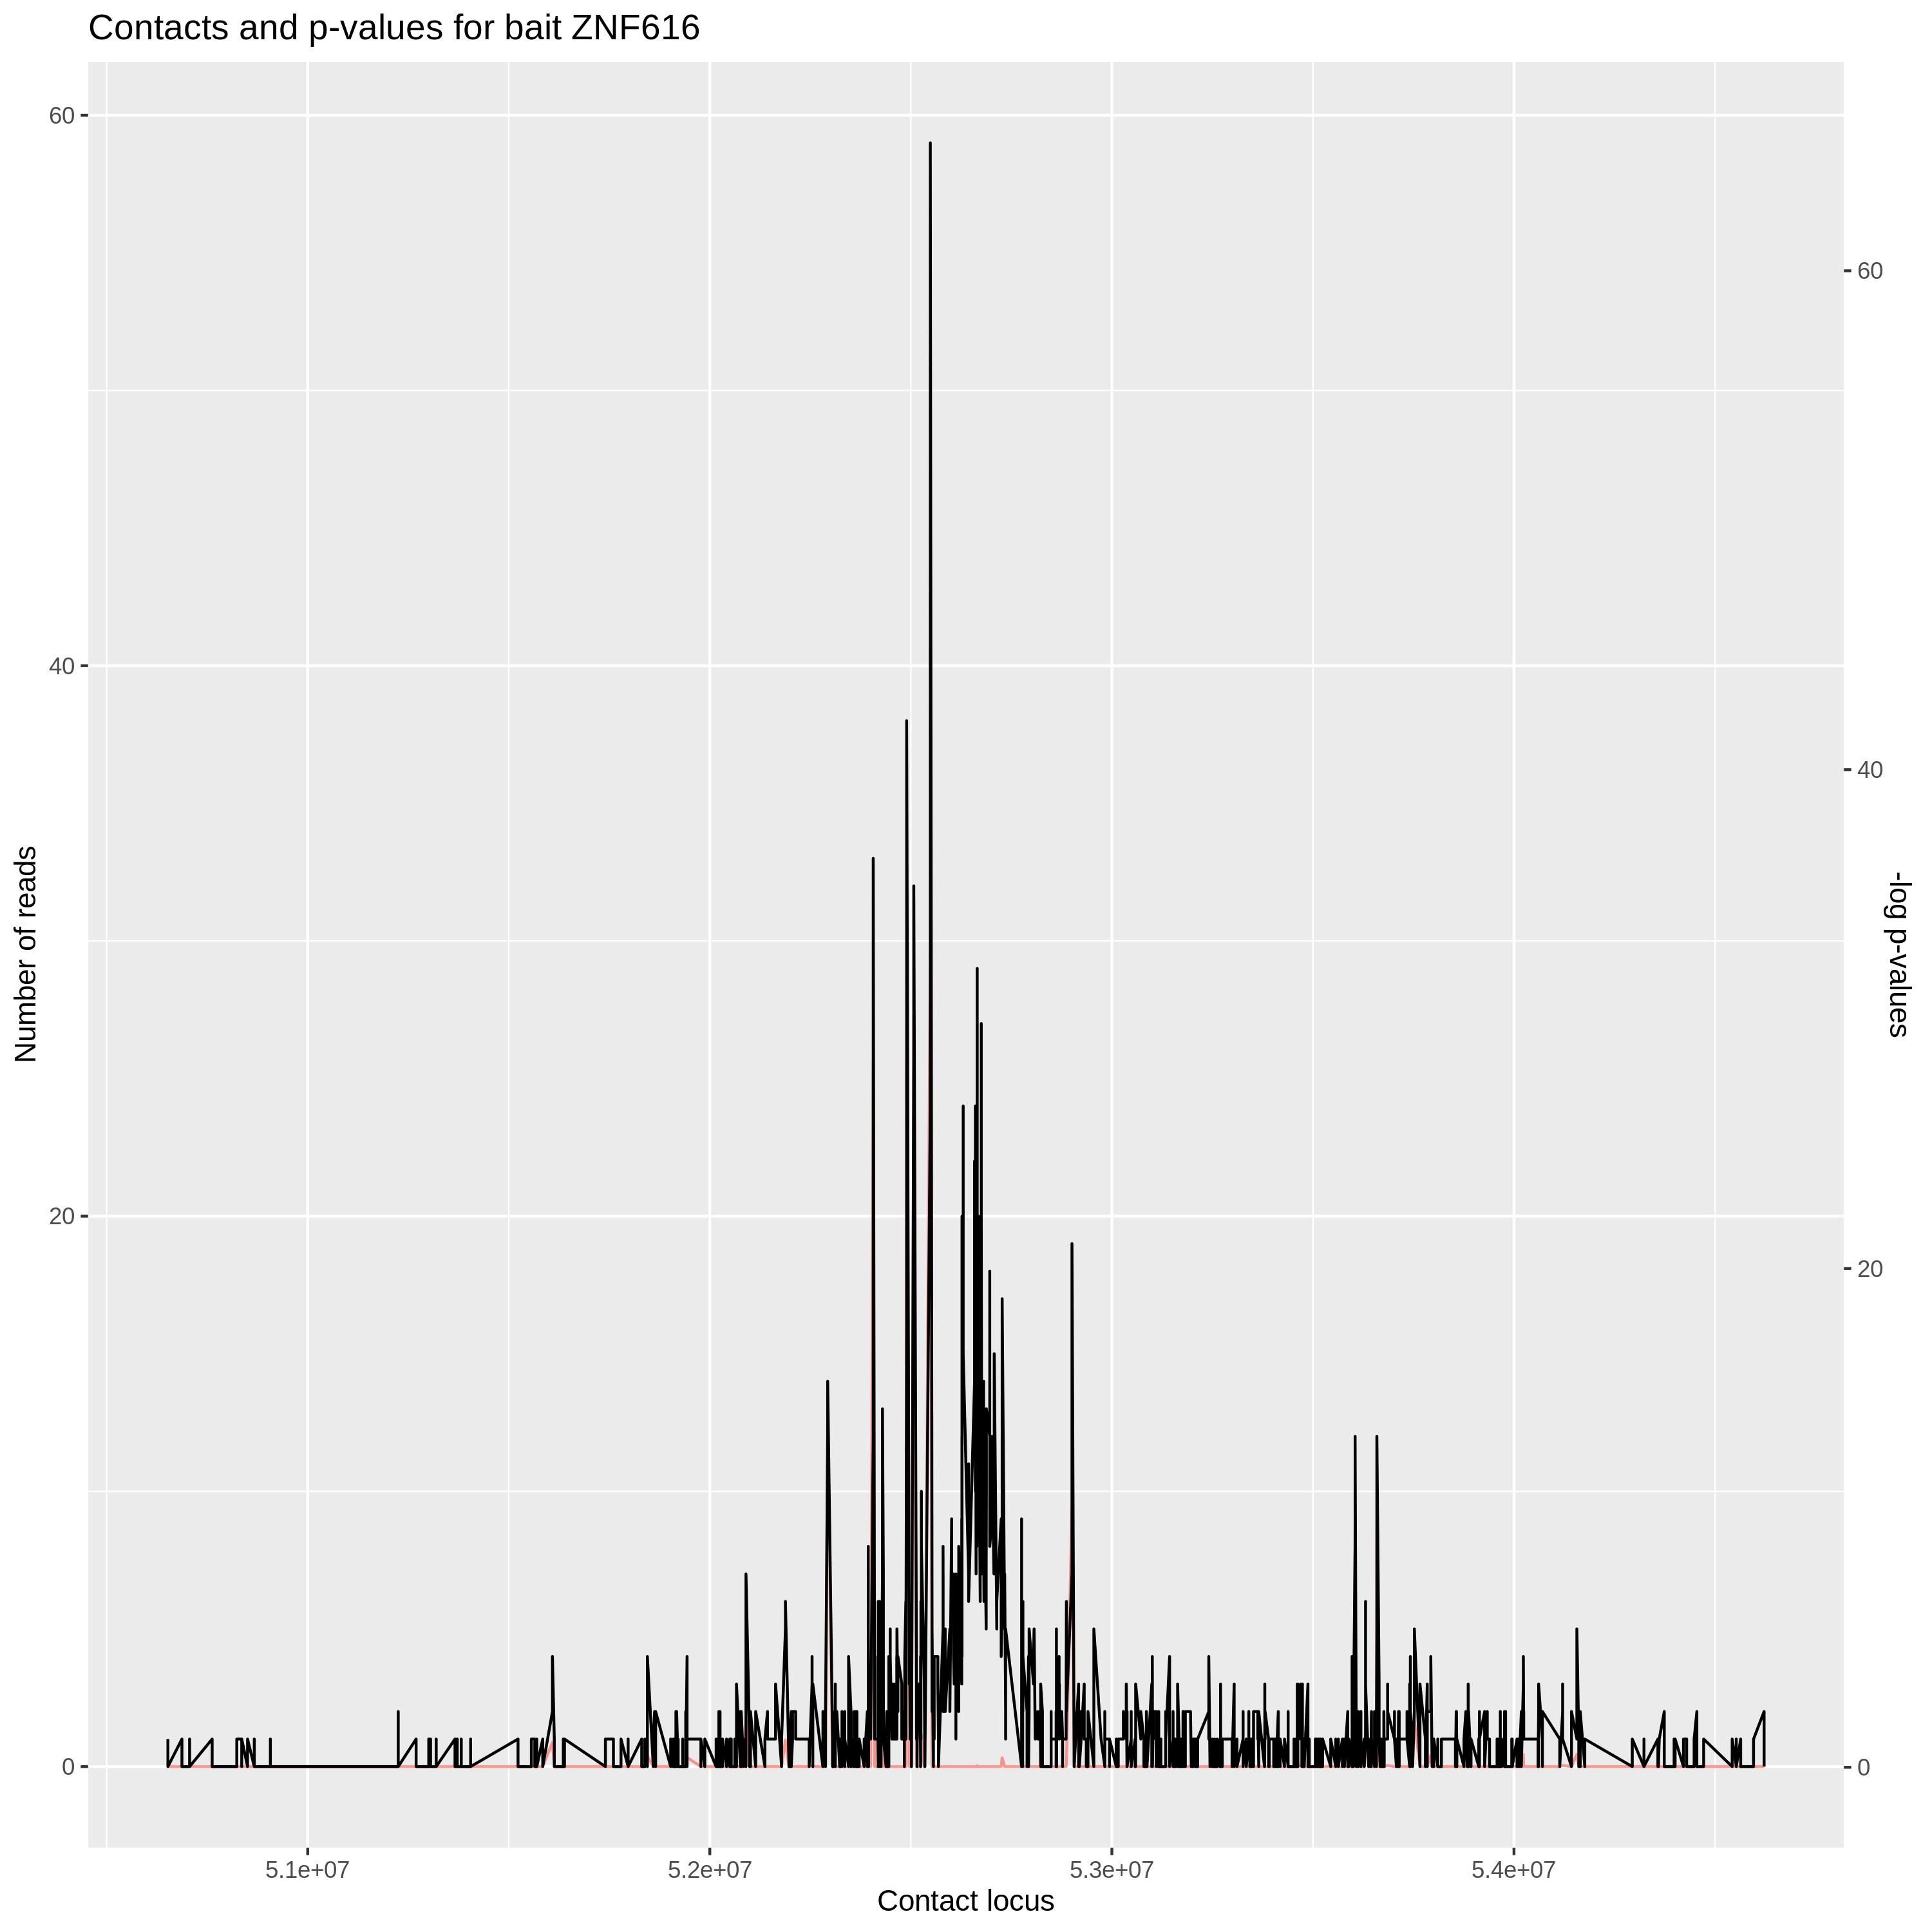 Contacts and p-values for bait ZNF616
60
40
20
0
Number of reads
60
40
20
0
-log p-values
5.1e+07 5.2e+07 5.3e+07 5.4e+07
Contact locus